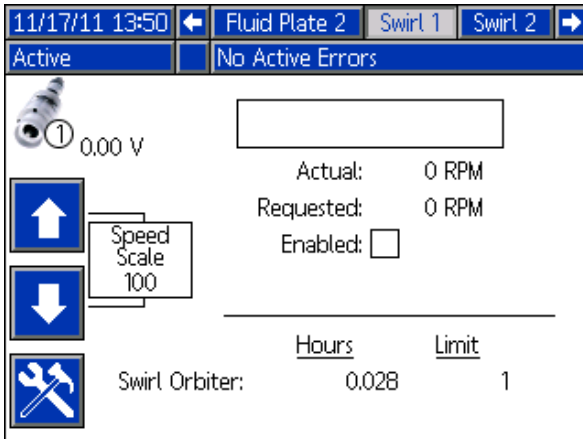 11/17/11 13:50 Fluid Plate 2 Swirl 1 Swirl 2
Active No Active Errors
1 0.00 V
Actual: 0 RPM
Requested: 0 RPM
Enabled:
Speed
Scale
100
Hours Limit
Swirl Orbiter: 0.028 1